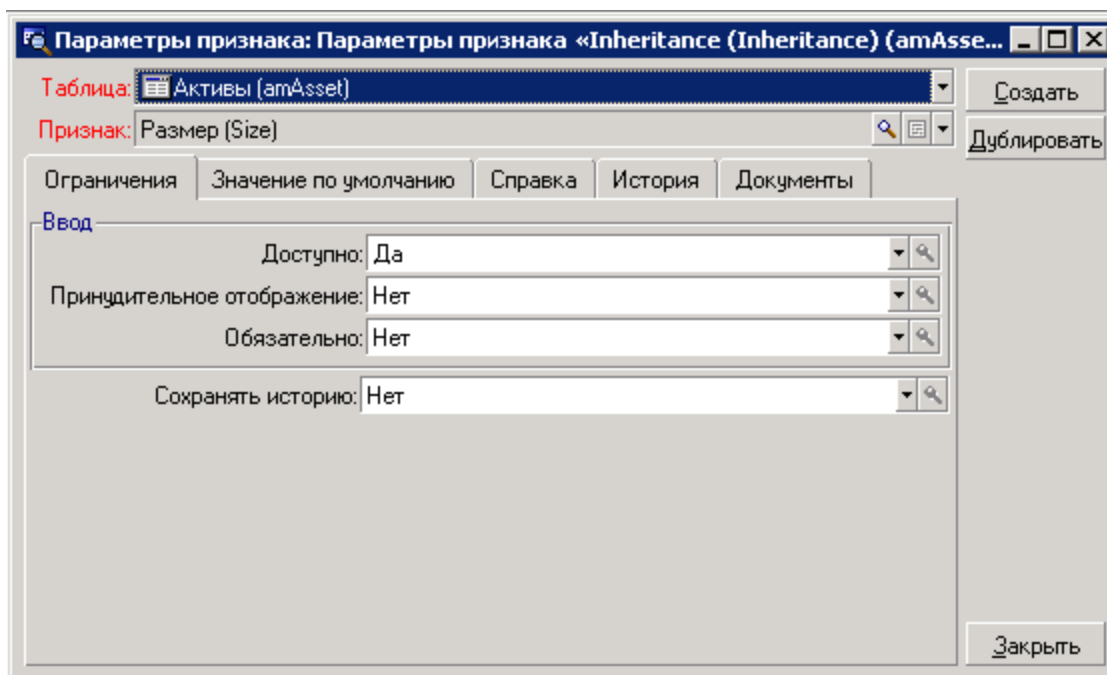 Параметры признака: Параметры признака «Inheritance (Inheritance) (amAsse...
Таблица: Активы (amAsset)
Создать
Признак: Размер (Size)
Дублировать
Ограничения Значение по умолчанию Справка История Документы
Ввод
Доступно: Да
Принудительное отображение: Нет
Обязательно: Нет
Сохранять историю: Нет
Закрыть